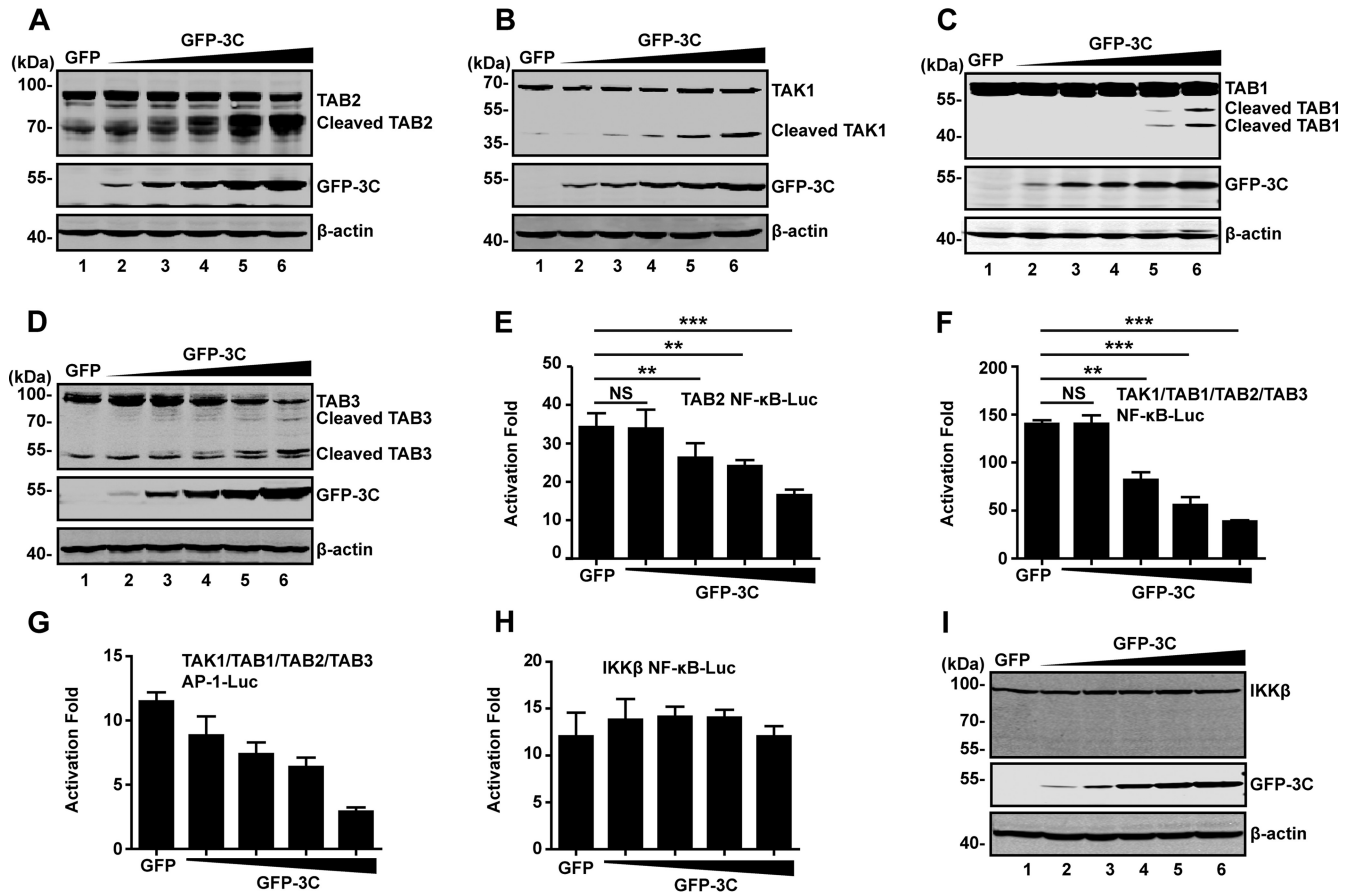 A
GFP-3C
GFP
(kDa)
100-
TAB2
Cleaved TAB2
70-
55-
GFP-3C
β-actin
40-
1 2 3 4 5 6
B
GFP-3C
GFP
(kDa)
70-
TAK1
55-
Cleaved TAK1
35-
55-
GFP-3C
β-actin
40-
1 2 3 4 5 6
C
GFP-3C
GFP
(kDa)
TAB1
55-
Cleaved TAB1
Cleaved TAB1
40-
55-
GFP-3C
β-actin
40-
1 2 3 4 5 6
D
GFP-3C
GFP
(kDa)
100-
TAB3
70-
Cleaved TAB3
55-
Cleaved TAB3
55-
GFP-3C
β-actin
40-
1 2 3 4 5 6
E
***
**
**
NS
TAB2 NF-κB-Luc
Activation Fold
50
40
30
20
10
0
GFP
GFP-3C
F
***
***
**
NS
TAK1/TAB1/TAB2/TAB3
NF-κB-Luc
Activation Fold
200
150
100
50
0
GFP
GFP-3C
G
TAK1/TAB1/TAB2/TAB3
AP-1-Luc
Activation Fold
15
10
5
0
GFP
GFP-3C
H
IKKβ NF-κB-Luc
Activation Fold
20
15
10
5
0
GFP
GFP-3C
I
GFP-3C
GFP
(kDa)
100-
IKKβ
70-
55-
55-
GFP-3C
β-actin
40-
1 2 3 4 5 6